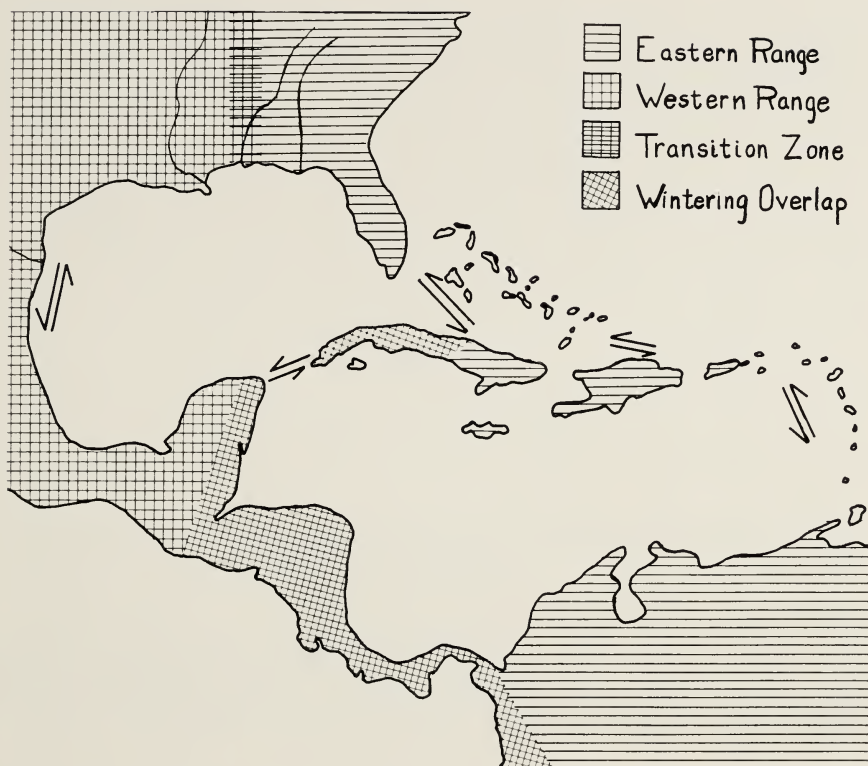 Eastern Range
Western Range
Transition Zone
Wintering Overlap